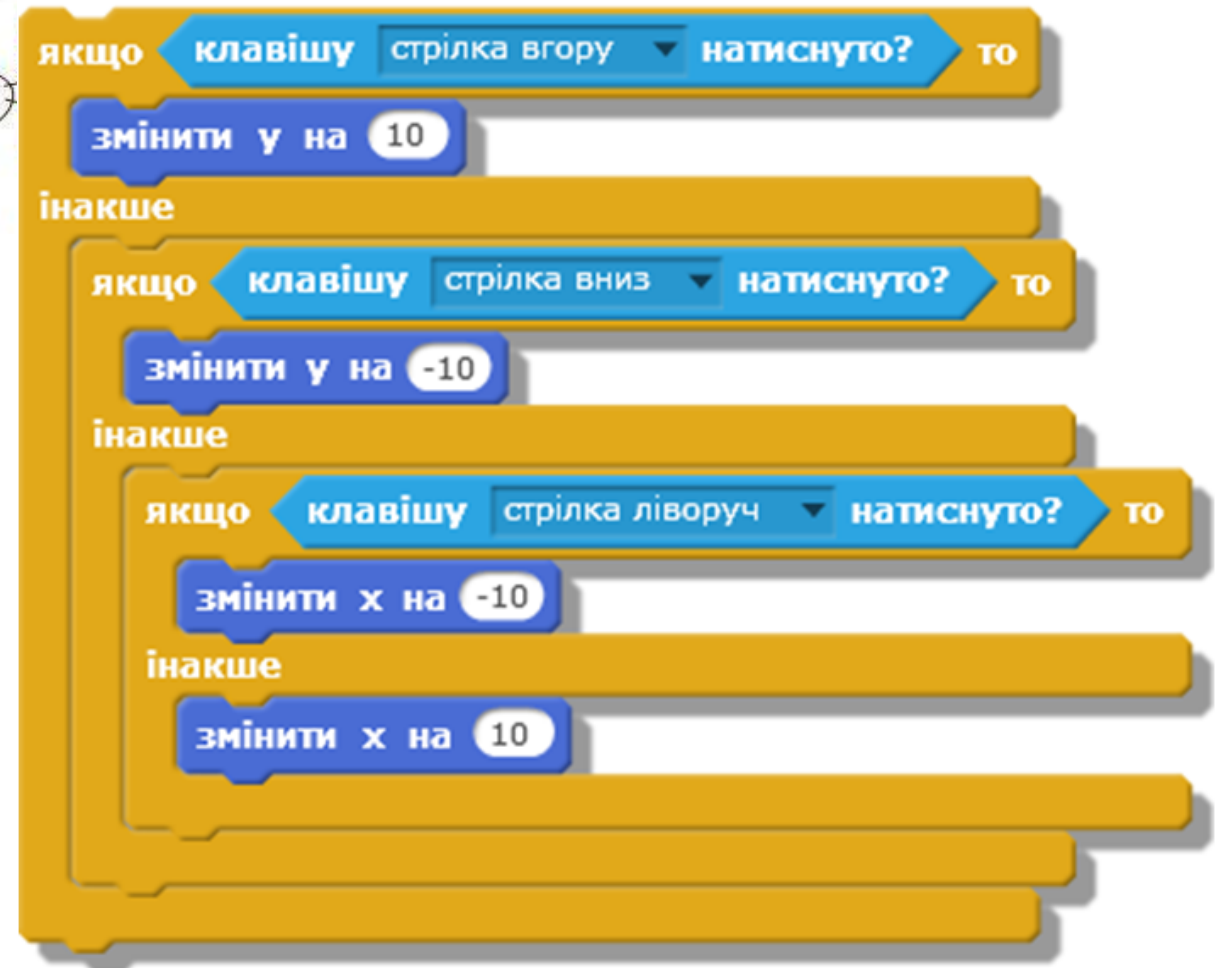 якщо клавішу стрілка вгору натиснуто? то
змінити y на 10
інакше
якщо клавішу стрілка вниз натиснуто? то
змінити y на -10
інакше
якщо клавішу стрілка ліворуч натиснуто? то
змінити x на -10
інакше
змінити x на 10